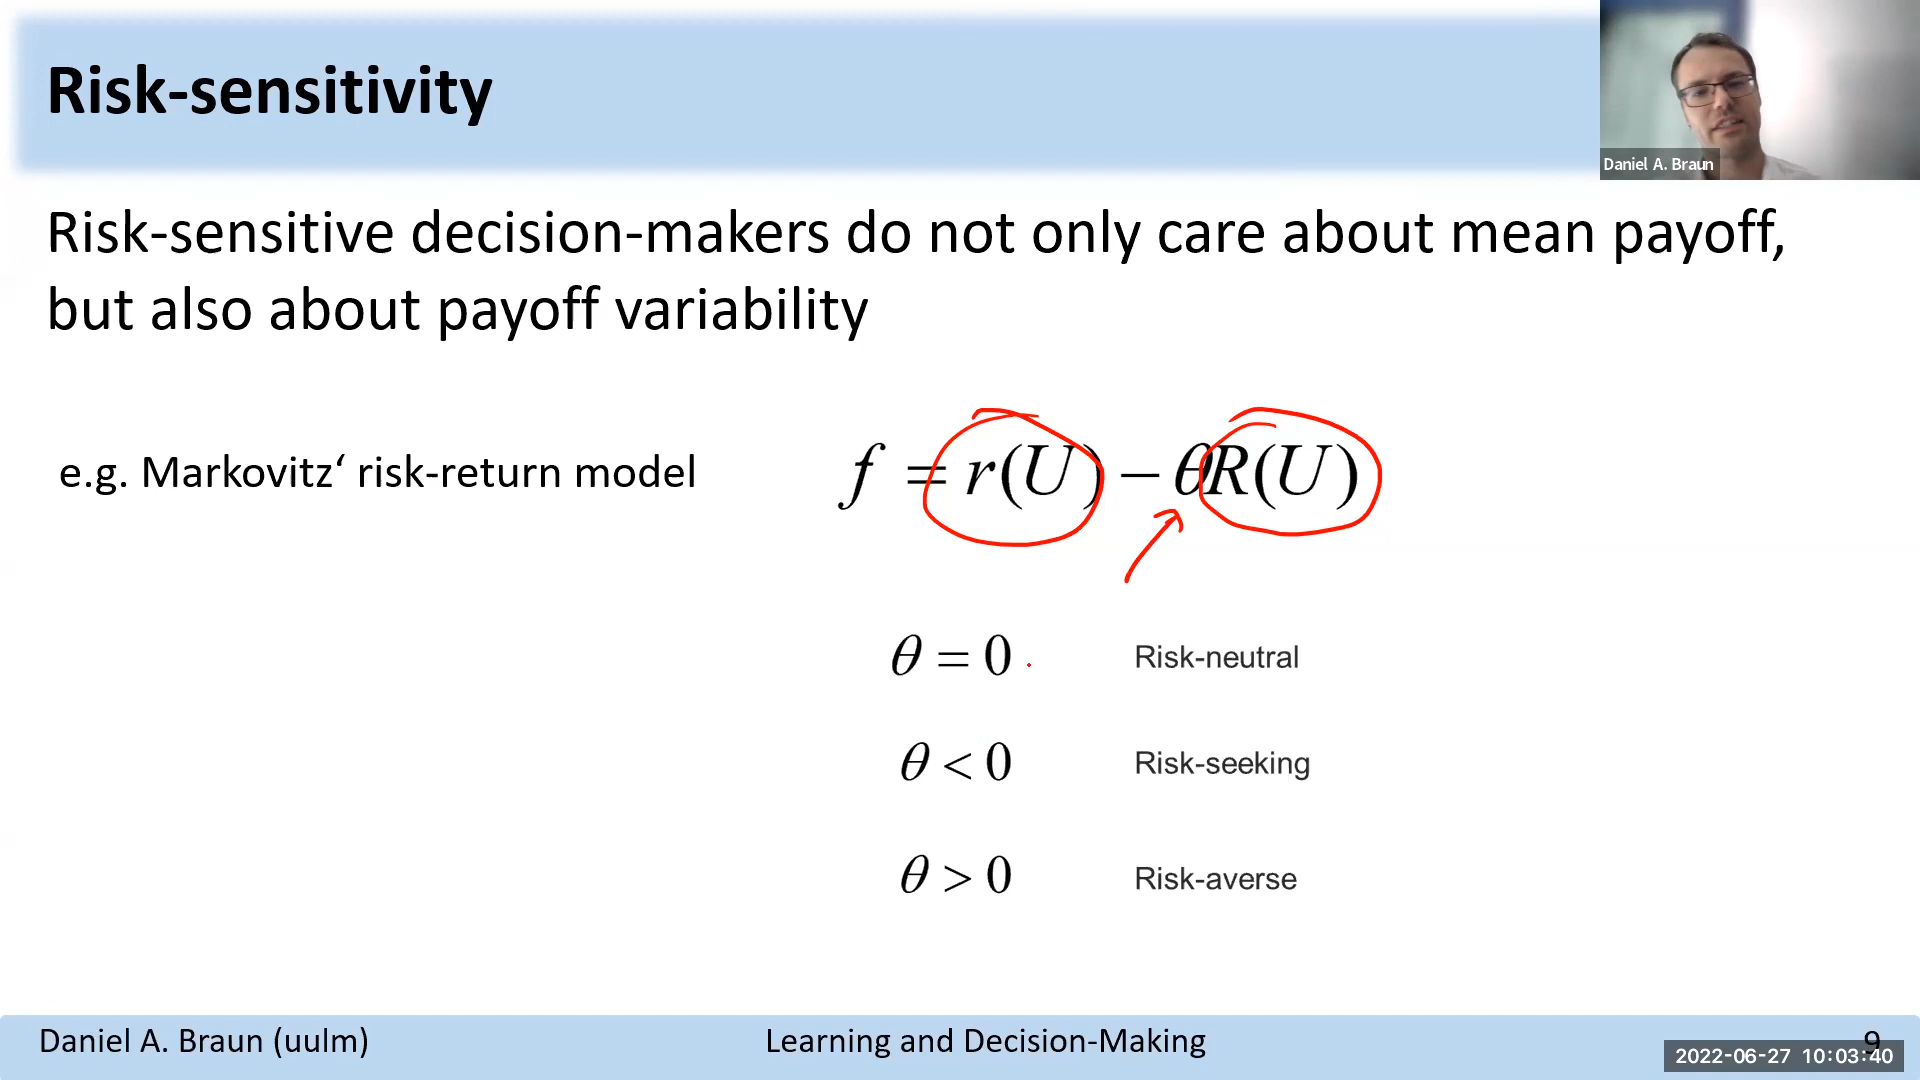 Risk-sensitivity
Daniel A. Braun
Risk-sensitive decision-makers do not only care about mean payoff,
but also about payoff variability
e.g. Markovitz‘ risk-return model
f = r(U) − θR(U)
θ = 0 Risk-neutral
θ < 0 Risk-seeking
θ > 0 Risk-averse
Daniel A. Braun (uulm) Learning and Decision-Making 9
2022-06-27 10:03:40